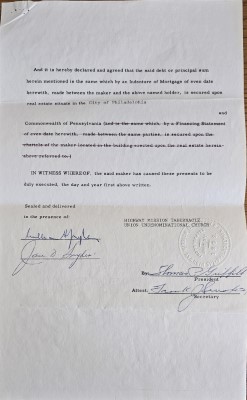 And it is hereby declared and agreed that the said debt or principal sum
herein mentioned is the same which by an Indenture of Mortgage of even date
herewith, made between the maker and the above named holder, is secured upon
real estate situate in the City of Philadelphia
and
Commonwealth of Pennsylvania (and is the same which, by a Financing Statement
of even date herewith, made between the same parties, is secured upon the
chattels of the maker located in the building erected upon the real estate herein-
above referred to.)
IN WITNESS WHEREOF, the said maker has caused these presents to be
duly executed, the day and year first above written.
Sealed and delivered
in the presence of:
HIGHWAY MISSION TABERNACLE
UNION UNDENOMINATIONAL CHURCH
By:
President
Attest:
Secretary